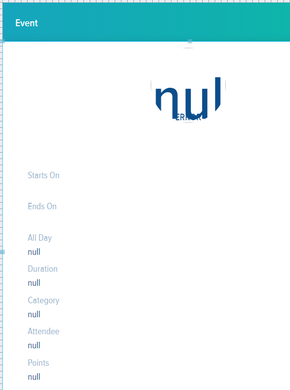 Event
nul
ERROR
Starts On
Ends On
All Day
null
Duration
null
Category
null
Attendee
null
Points
null